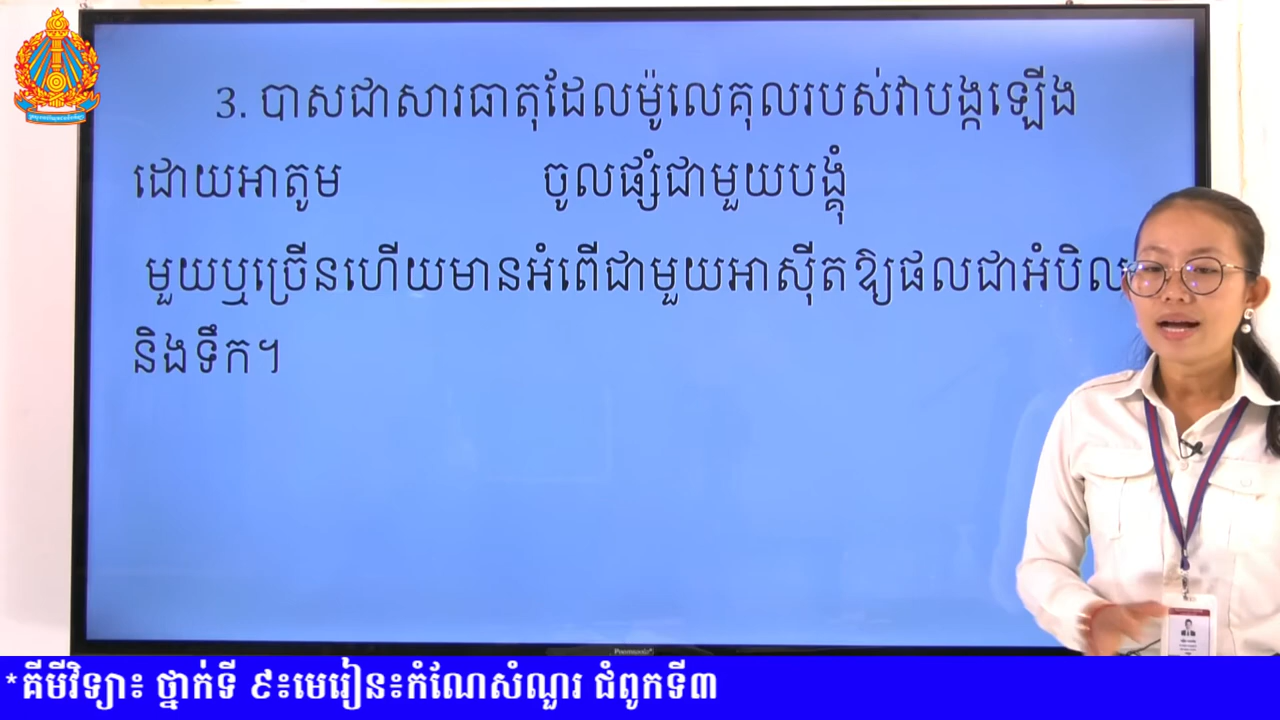 3. បាសជាសារធាតុដែលម៉ូលេគុលរបស់វាបង្កឡើង
ដោយអាតូម ចូលផ្សំជាមួយបង្គុំ
មួយឬច្រើនហើយមានអំពើជាមួយអាស៊ីតឱ្យផលជាអំបិល
និងទឹក។
*គីមីវិទ្យា៖ ថ្នាក់ទី ៩៖មេរៀន៖កំណែសំណួរ ជំពូកទី៣